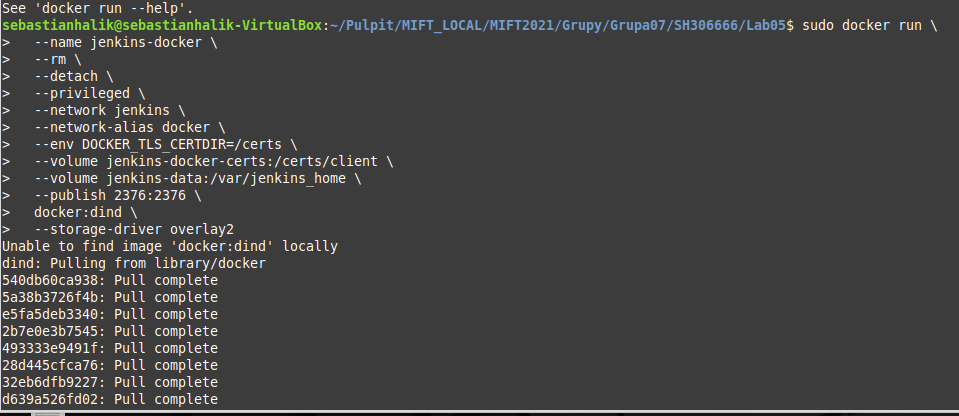 See 'docker run --help'.
sebastianhalik@sebastianhalik-VirtualBox:~/Pulpit/MIFT_LOCAL/MIFT2021/Grupy/Grupa07/SH306666/Lab05$ sudo docker run \
>   --name jenkins-docker \
>   --rm \
>   --detach \
>   --privileged \
>   --network jenkins \
>   --network-alias docker \
>   --env DOCKER_TLS_CERTDIR=/certs \
>   --volume jenkins-docker-certs:/certs/client \
>   --volume jenkins-data:/var/jenkins_home \
>   --publish 2376:2376 \
>   docker:dind \
>   --storage-driver overlay2
Unable to find image 'docker:dind' locally
dind: Pulling from library/docker
540db60ca938: Pull complete
5a38b3726f4b: Pull complete
e5fa5deb3340: Pull complete
2b7e0e3b7545: Pull complete
493333e9491f: Pull complete
28d445cfca76: Pull complete
32eb6dfb9227: Pull complete
d639a526fd02: Pull complete